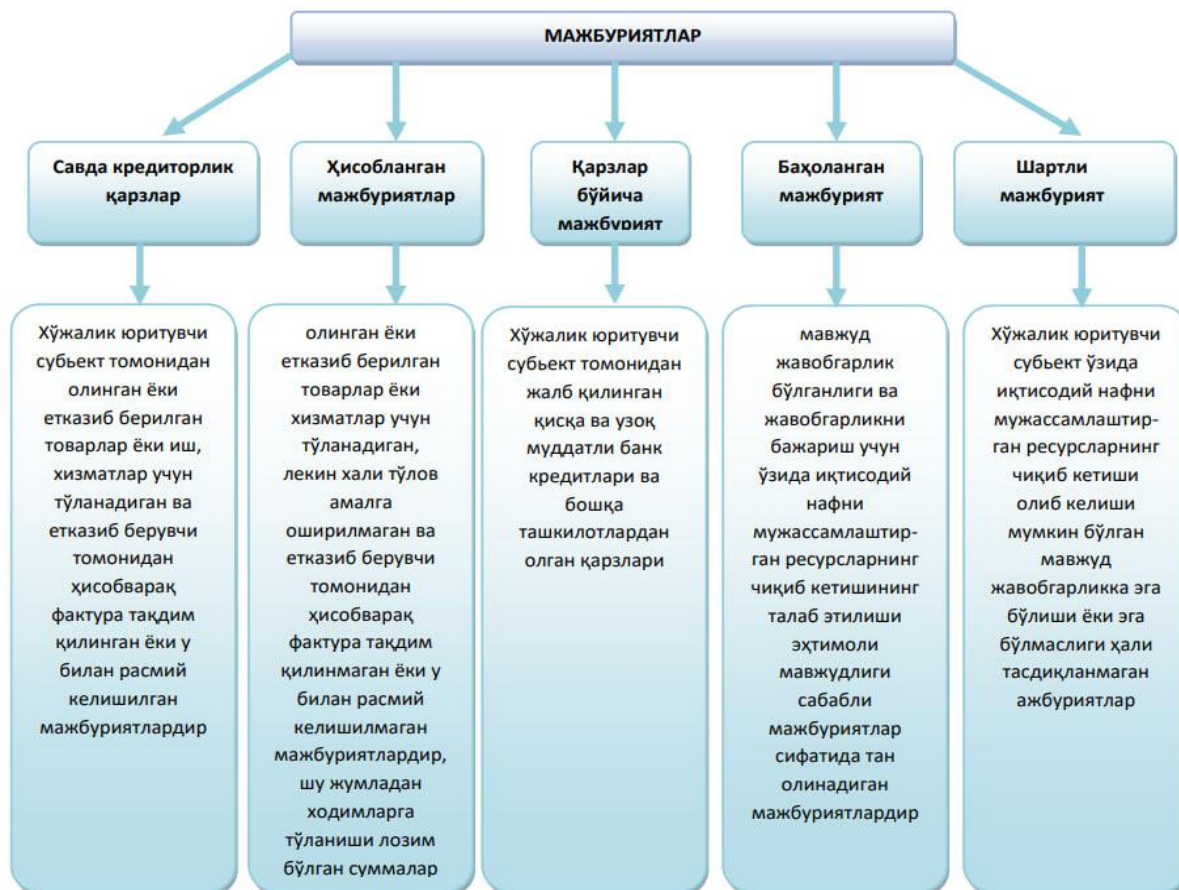 МАЖБУРИЯТЛАР
Савда кредиторлик
қарзлар
Ҳисобланган
мажбуриятлар
Қарзлар
бўйича
мажбурият
Баҳоланган
мажбурият
Шартли
мажбурият
Хўжалик юритувчи
субьект томонидан
олинган ёки
етказиб берилган
товарлар ёки иш,
хизматлар учун
тўланадиган ва
етказиб берувчи
томонидан
ҳисобварақ
фактура тақдим
қилинган ёки у
билан расмий
келишилган
мажбуриятлардир
олинган ёки
етказиб берилган
товарлар ёки
хизматлар учун
тўланадиган,
лекин хали тўлов
амалга
оширилмаган ва
етказиб берувчи
томонидан
ҳисобварақ
фактура тақдим
қилинмаган ёки у
билан расмий
келишилмаган
мажбуриятлардир,
шу жумладан
ходимларга
тўланиши лозим
бўлган суммалар
Хўжалик юритувчи
субьект томонидан
жалб қилинган
қисқа ва узоқ
муддатли банк
кредитлари ва
бошқа
ташкилотлардан
олган қарзлари
мавжуд
жавобгарлик
бўлганлиги ва
жавобгарликни
бажариш учун
ўзида иқтисодий
нафни
мужассамлаштир-
ган ресурсларнинг
чиқиб кетишининг
талаб этилиши
эҳтимоли
мавжудлиги
сабабли
мажбуриятлар
сифатида тан
олинадиган
мажбуриятлардир
Хўжалик юритувчи
субьект ўзида
иқтисодий нафни
мужассамлаштир-
ган ресурсларнинг
чиқиб кетиши
олиб келиши
мумкин бўлган
мавжуд
жавобгарликка эга
бўлиши ёки эга
бўлмаслиги ҳали
тасдиқланмаган
ажбуриятлар